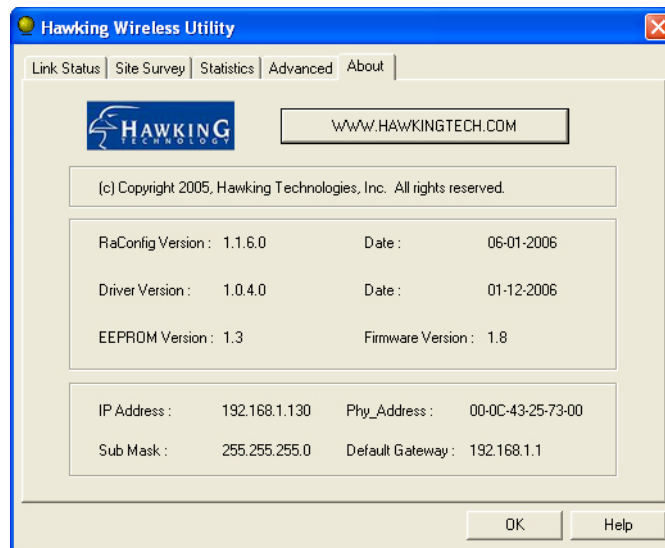 Hawking Wireless Utility
Link Status Site Survey Statistics Advanced About
HAWKING
TECHNOLOGY
WWW.HAWKINGTECH.COM
(c) Copyright 2005, Hawking Technologies, Inc. All rights reserved.
RaConfig Version : 1.1.6.0 Date : 06-01-2006
Driver Version : 1.0.4.0 Date : 01-12-2006
EEPROM Version : 1.3 Firmware Version : 1.8
IP Address : 192.168.1.130 Phy_Address : 00-0C-43-25-73-00
Sub Mask : 255.255.255.0 Default Gateway : 192.168.1.1
OK Help